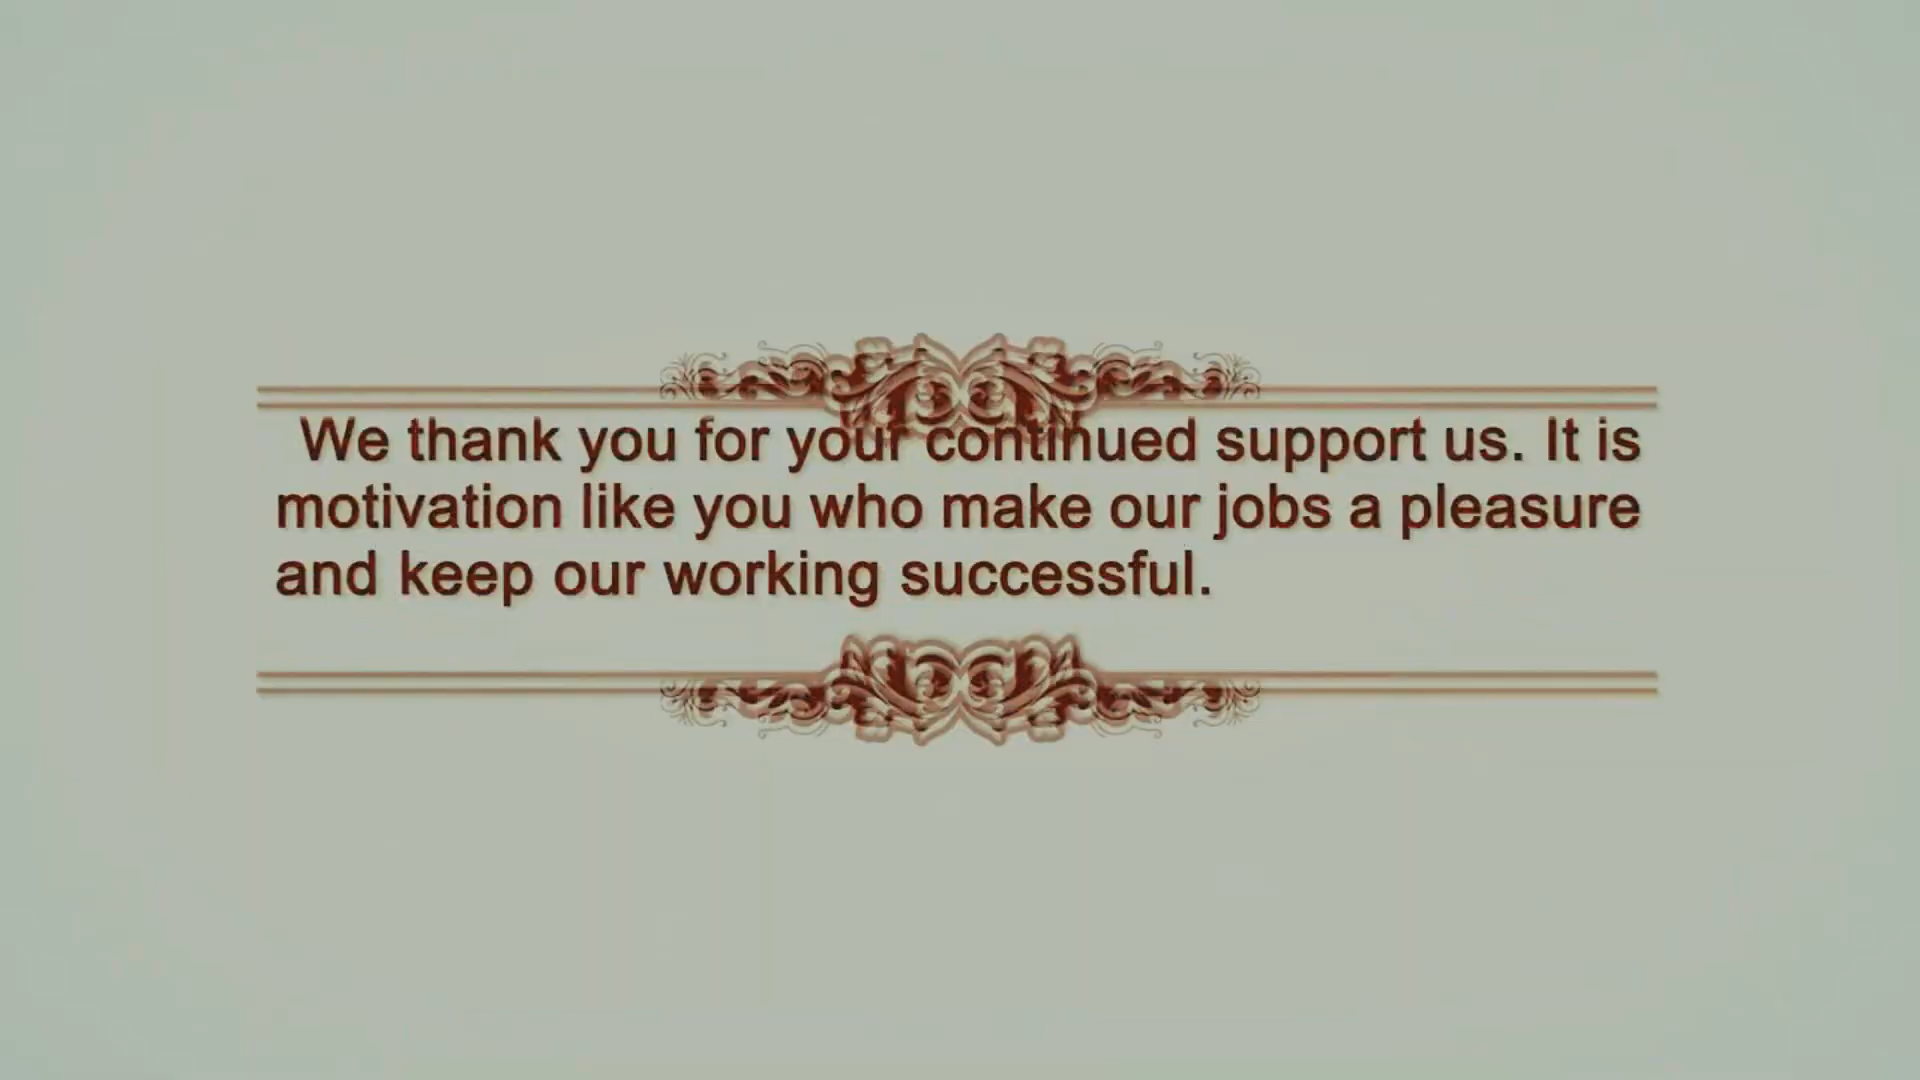 We thank you for your continued support us. It is
motivation like you who make our jobs a pleasure
and keep our working successful.